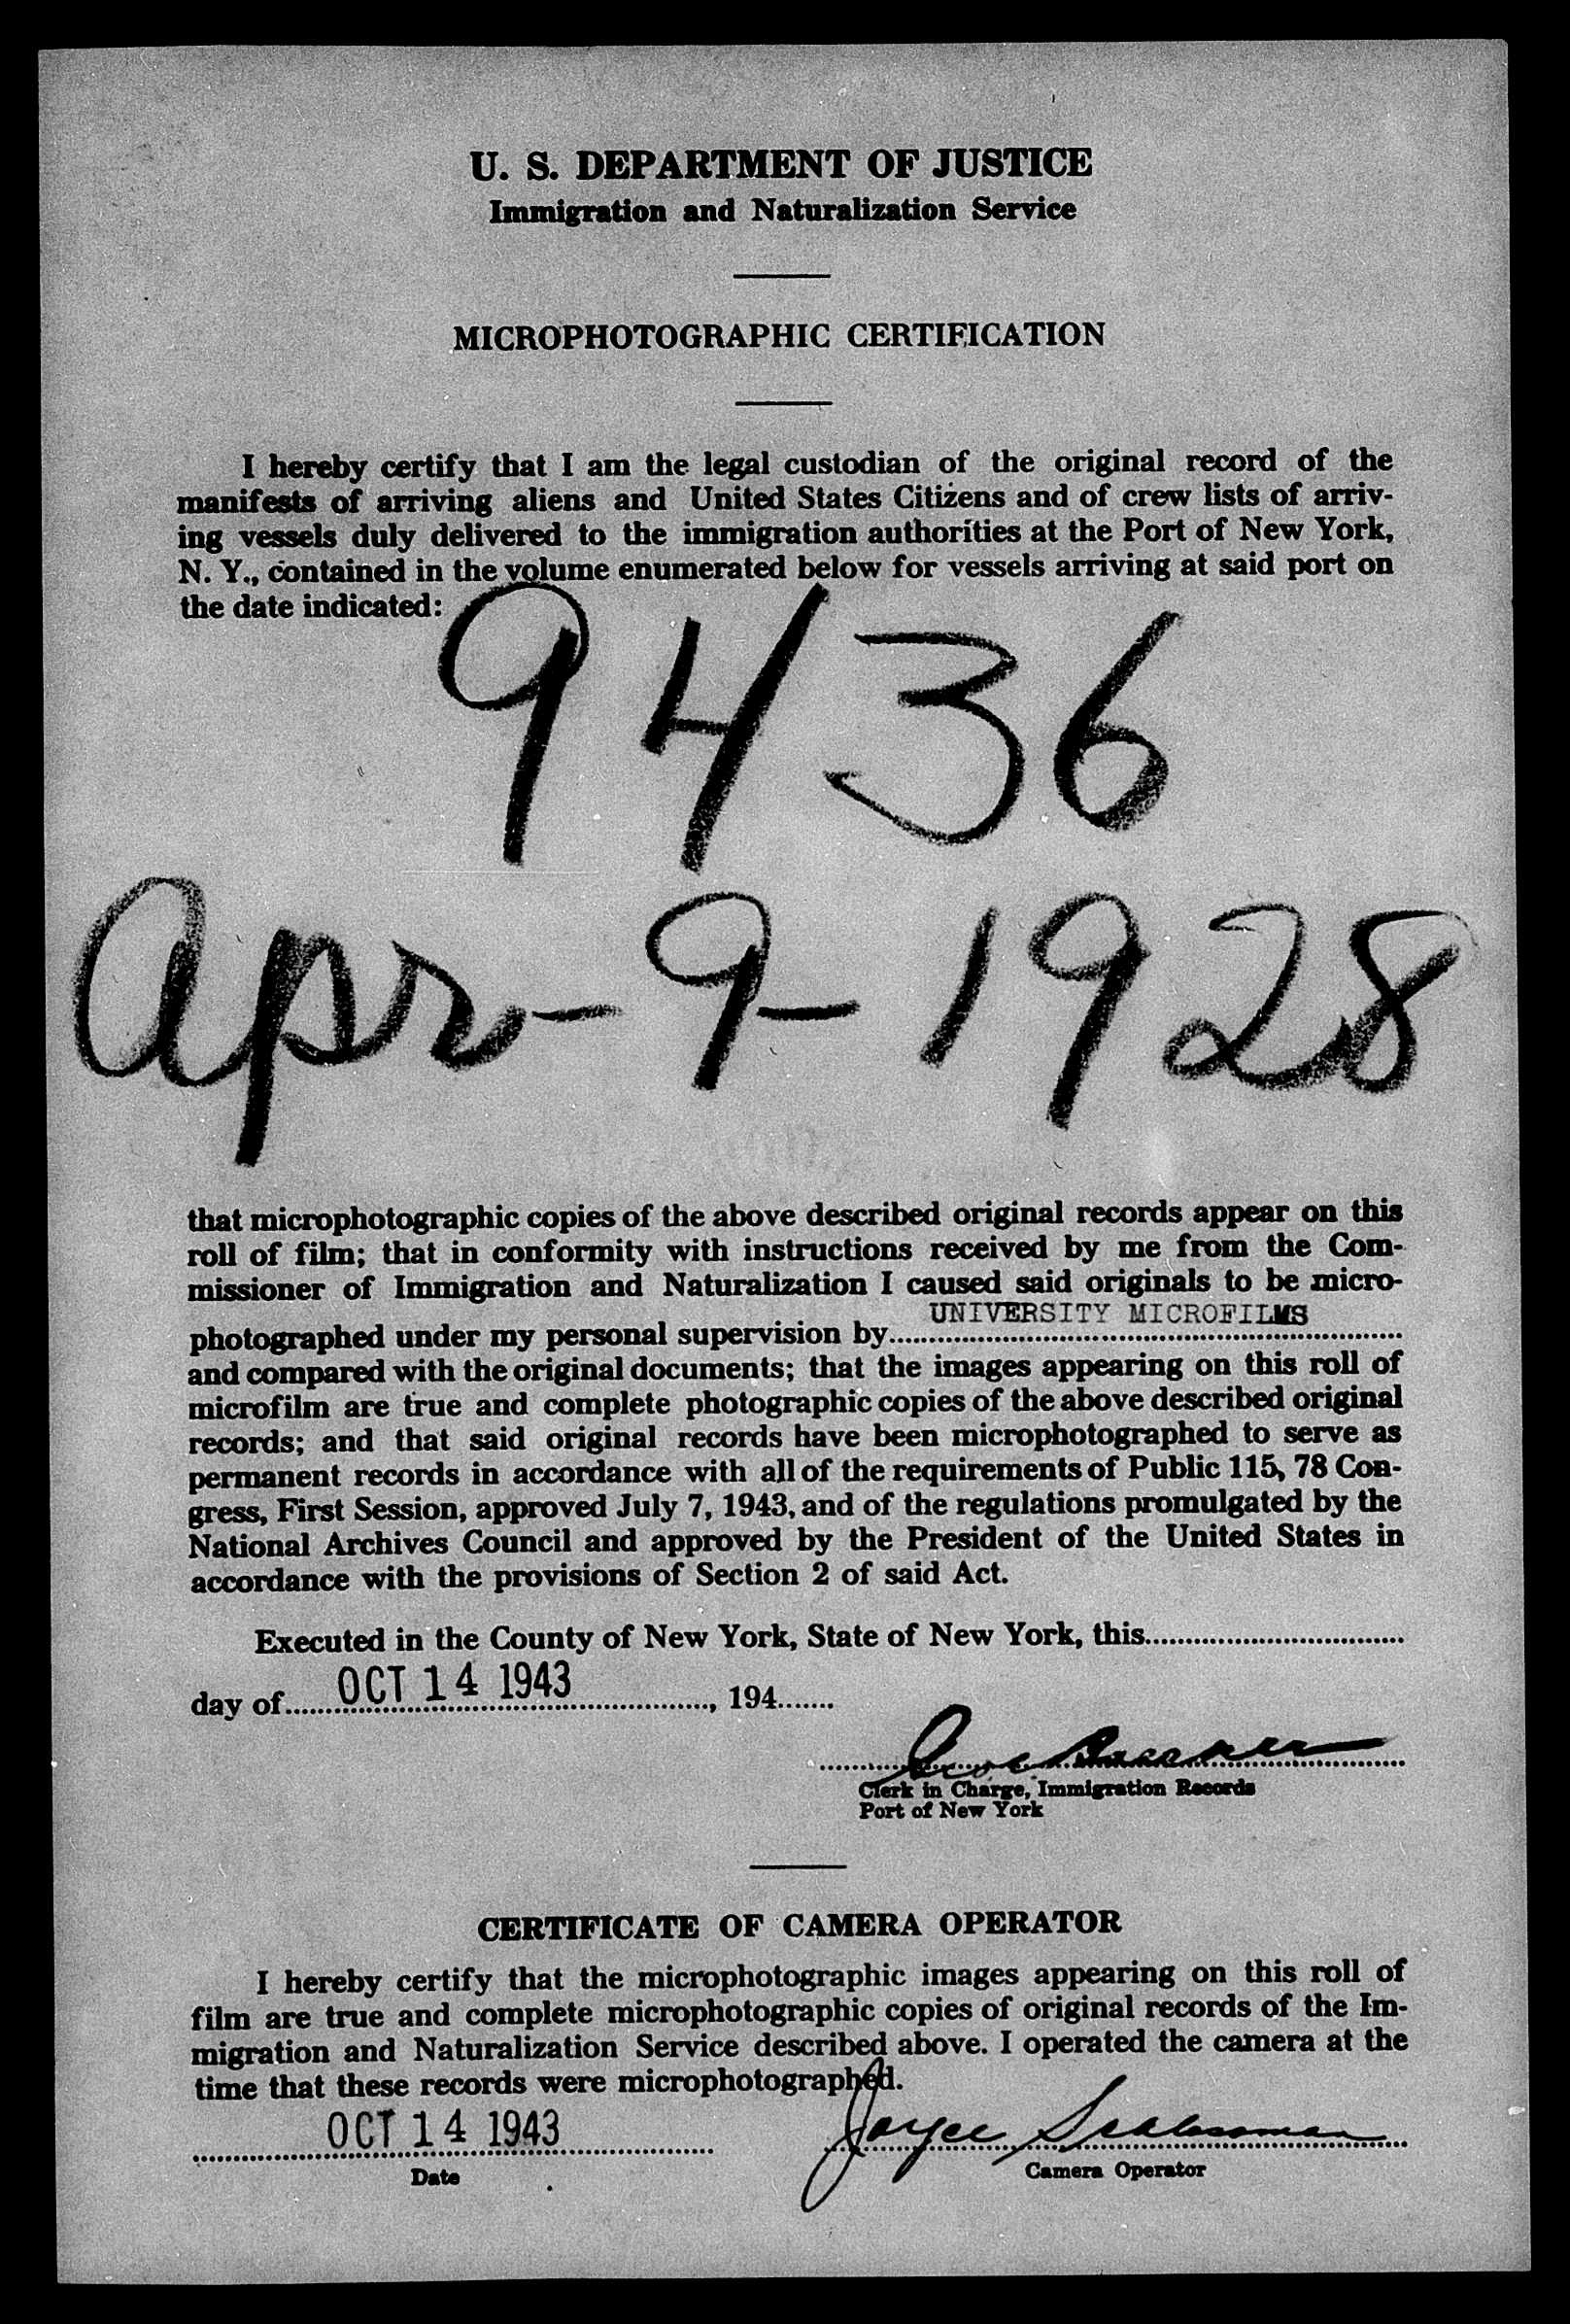 U. S. DEPARTMENT OF JUSTICE
Immigration and Naturalization Service
MICROPHOTOGRAPHIC CERTIFICATION
I hereby certify that I am the legal custodian of the original record of the
manifests of arriving aliens and United States Citizens and of crew lists of arriv-
ing vessels duly delivered to the immigration authorities at the Port of New York,
N. Y., contained in the volume enumerated below for vessels arriving at said port on
the date indicated:
9436
Apr-9-1928
that microphotographic copies of the above described original records appear on this
roll of film; that in conformity with instructions received by me from the Com-
missioner of Immigration and Naturalization I caused said originals to be micro-
photographed under my personal supervision by UNIVERSITY MICROFILMS
and compared with the original documents; that the images appearing on this roll of
microfilm are true and complete photographic copies of the above described original
records; and that said original records have been microphotographed to serve as
permanent records in accordance with all of the requirements of Public 115, 78 Con-
gress, First Session, approved July 7, 1943, and of the regulations promulgated by the
National Archives Council and approved by the President of the United States in
accordance with the provisions of Section 2 of said Act.
Executed in the County of New York, State of New York, this
day of OCT 14 1943, 194
Clerk in Charge, Immigration Records
Port of New York
CERTIFICATE OF CAMERA OPERATOR
I hereby certify that the microphotographic images appearing on this roll of
film are true and complete microphotographic copies of original records of the Im-
migration and Naturalization Service described above. I operated the camera at the
time that these records were microphotographed.
OCT 14 1943 Joyce
Date Camera Operator